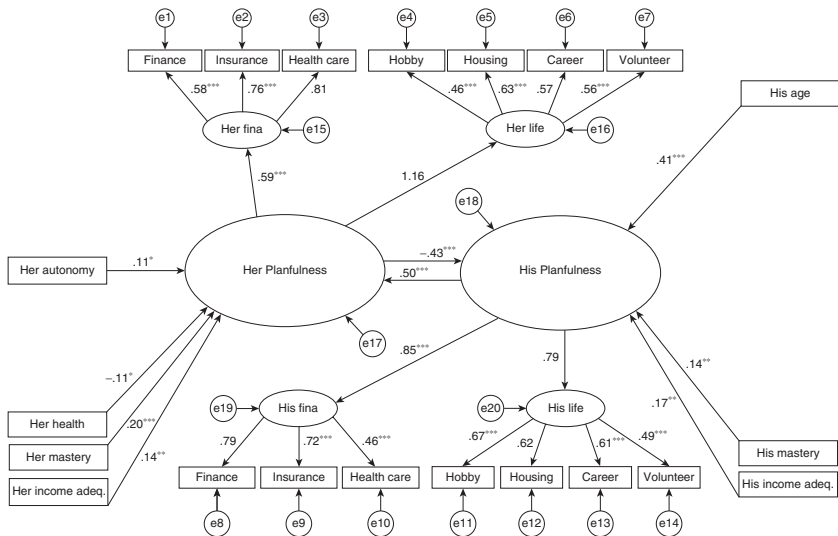 e1 e2 e3 e4 e5 e6 e7
Finance Insurance Health care Hobby Housing Career Volunteer
.58*** .76*** .81 .46*** .63*** .57 .56***
His age
Her fina e15 Her life e16
.41***
.59*** 1.16
e18
Her Planfulness −.43*** His Planfulness
.50***
Her autonomy .11*
e17
−.11* .85*** .79 .14**
e19 His fina e20 His life
.17**
Her health .20***
.79 .72*** .46*** .67*** .62 .61*** .49***
Her mastery .14** His mastery
Finance Insurance Health care Hobby Housing Career Volunteer
Her income adeq. His income adeq.
e8 e9 e10 e11 e12 e13 e14